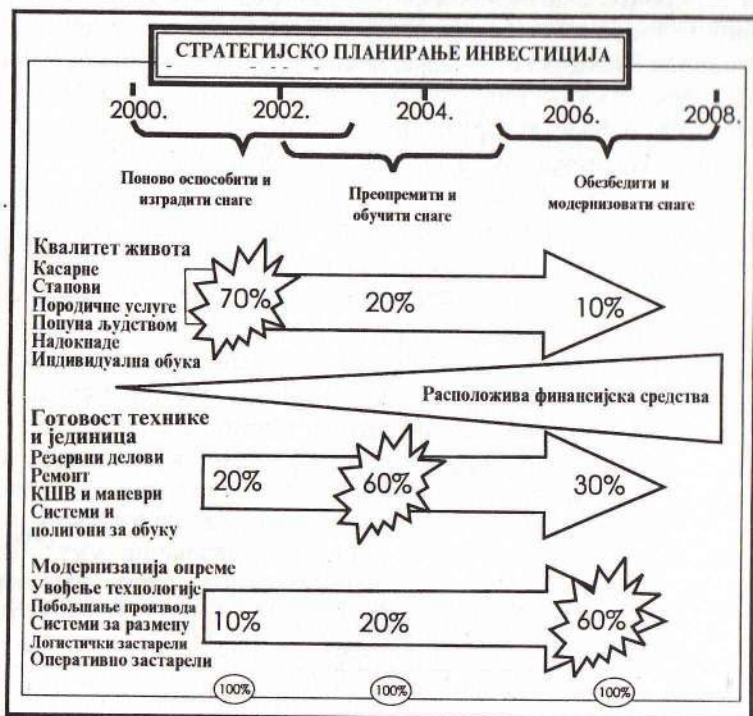 СТРАТЕГИЈСКО ПЛАНИРАЊЕ ИНВЕСТИЦИЈА
2000. 2002. 2004. 2006. 2008.
Поново оспособити и
изградити снаге
Преопремити и
обучити снаге
Обезбедити и
модернизовати снаге
Квалитет живота
Касарне
Станови
Породичне услуге
Попуна људством
Надокнаде
Индивидуална обука
70% 20% 10%
Расположива финансијска средства
Готовост технике
и јединица
Резервни делови
Ремонт
КШВ и маневри
Системи и
полигони за обуку
20% 60% 30%
Модернизација опреме
Увођење технологије
Побољшање производа
Системи за размену
Логистички застарели
Оперативно застарели
10% 20% 60%
100% 100% 100%